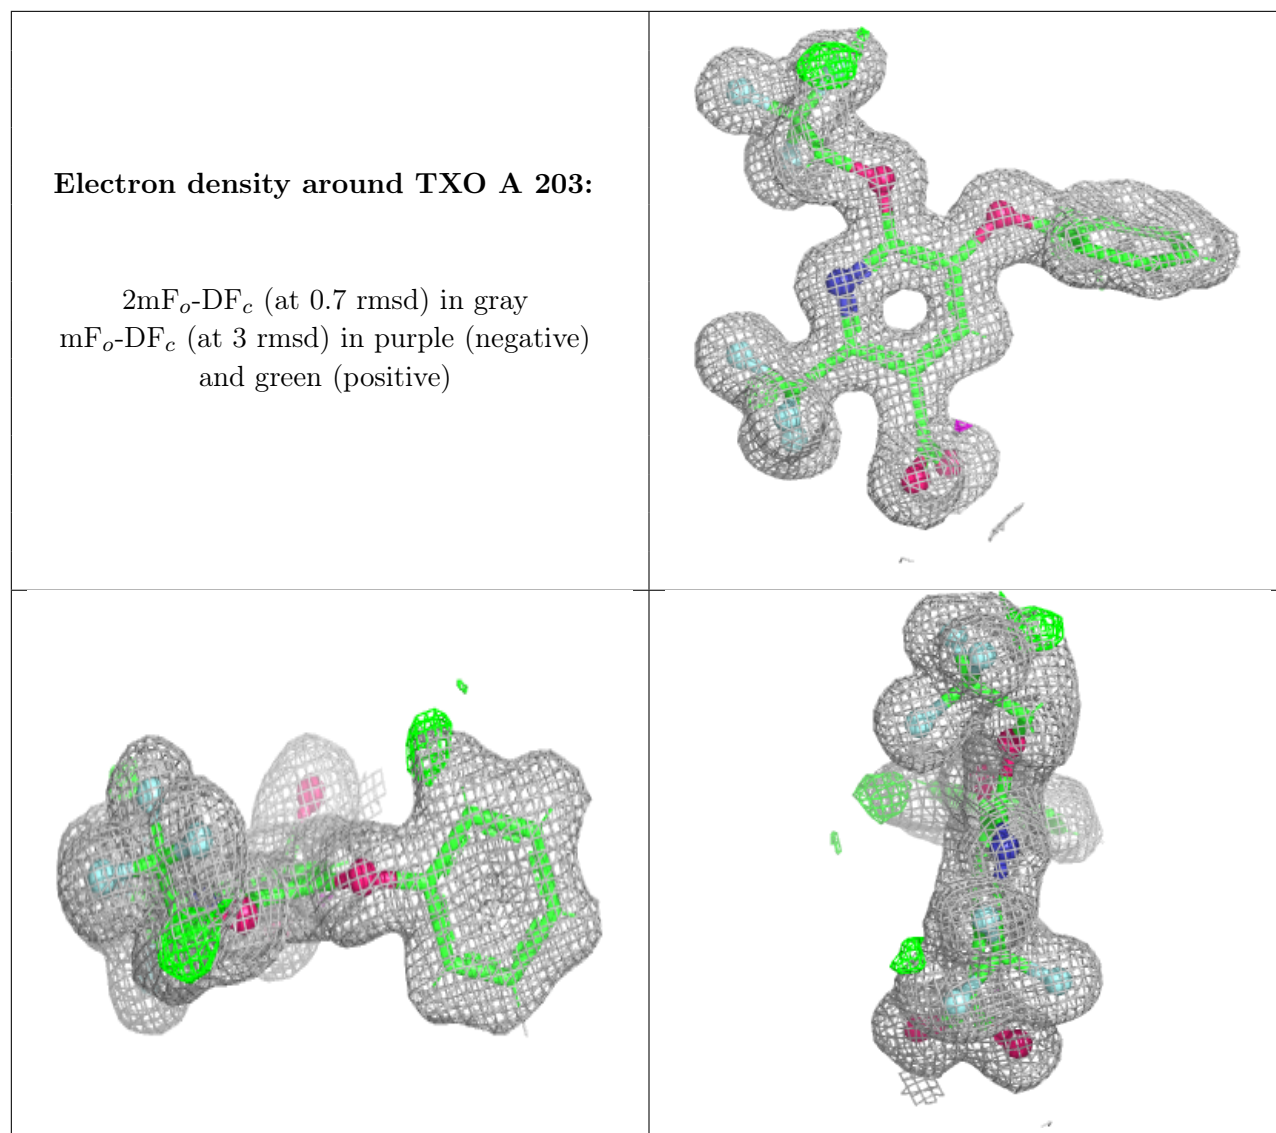 Electron density around TXO A 203:
2mFo-DFc (at 0.7 rmsd) in gray
mFo-DFc (at 3 rmsd) in purple (negative)
and green (positive)